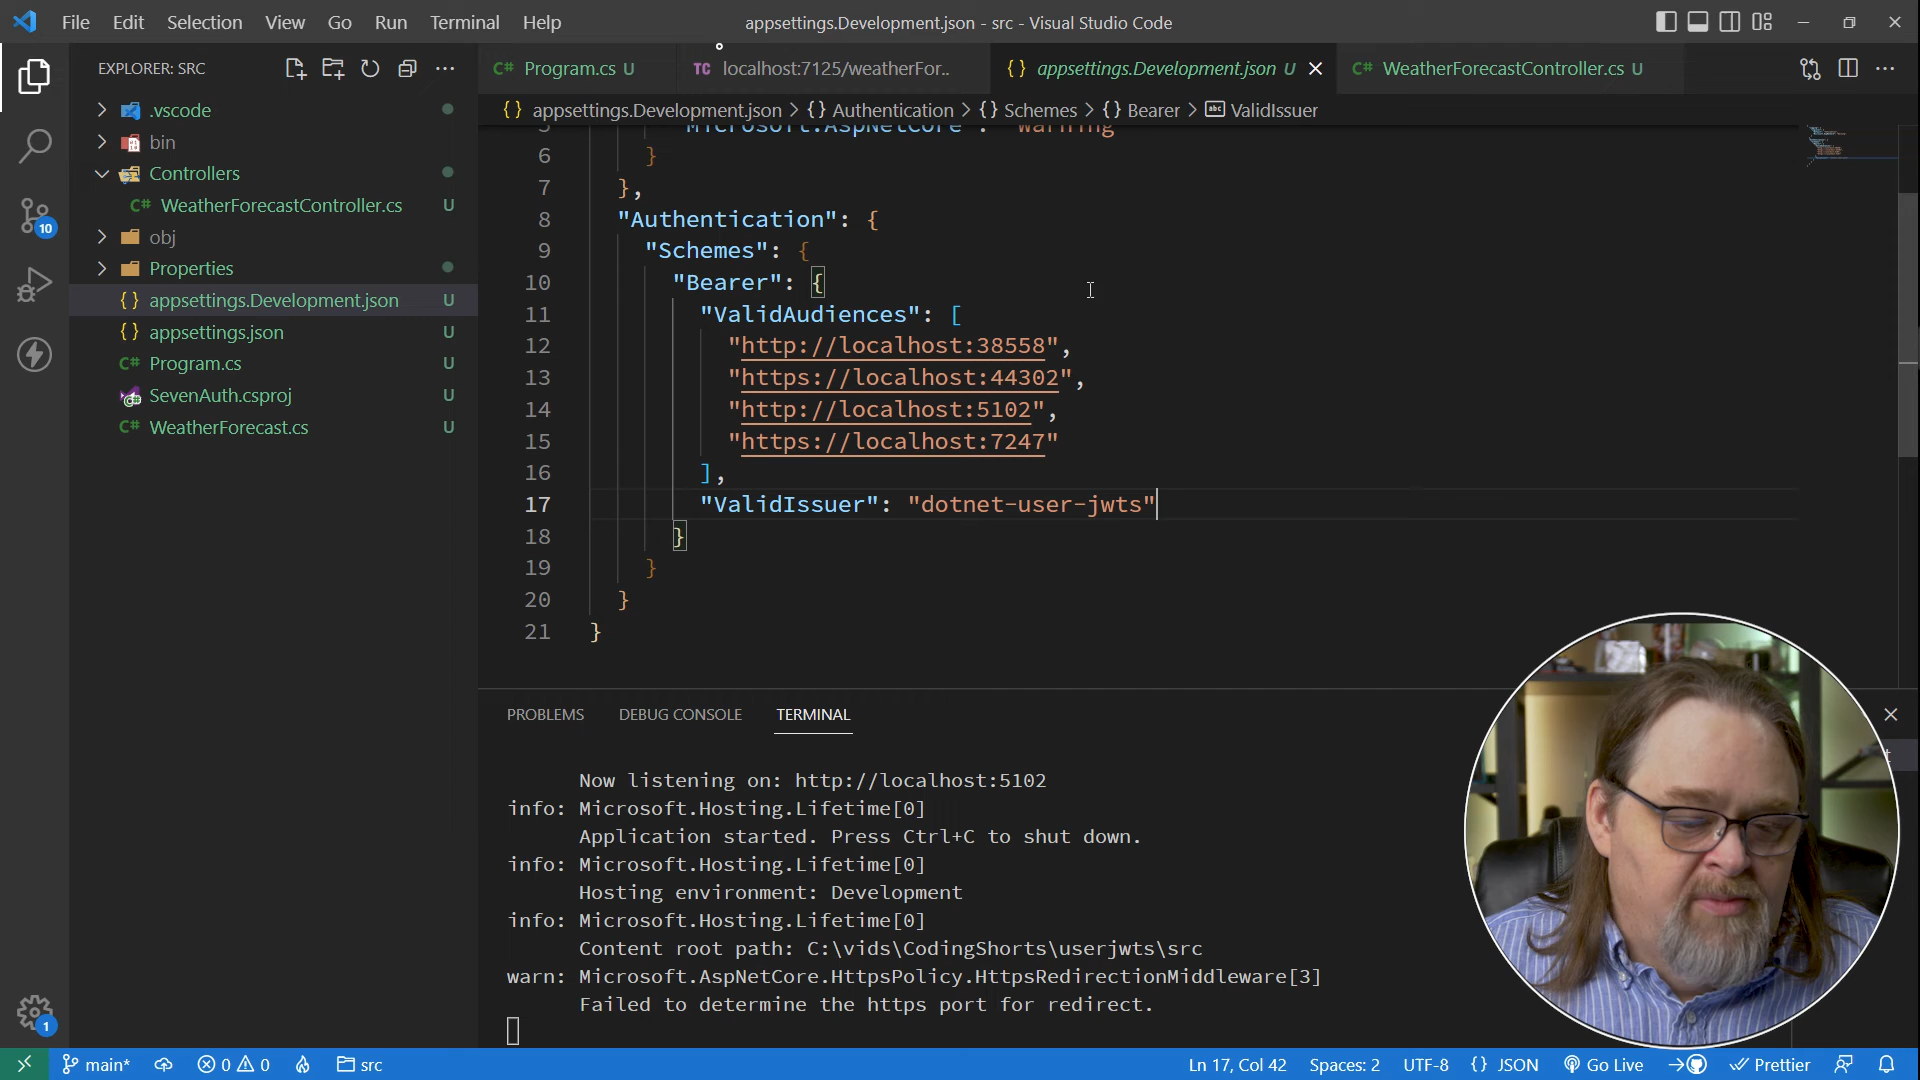 File Edit Selection View Go Run Terminal Help
appsettings.Development.json - src - Visual Studio Code
EXPLORER: SRC
.vscode
bin
Controllers
C# WeatherForecastController.cs U
obj
Properties
{} appsettings.Development.json U
{} appsettings.json U
C# Program.cs U
SevenAuth.csproj U
C# WeatherForecast.cs U
10
1
C# Program.cs U
TC localhost:7125/weatherFor..
{} appsettings.Development.json U
C# WeatherForecastController.cs U
{} appsettings.Development.json > {} Authentication > {} Schemes > {} Bearer > abc ValidIssuer
5 "Microsoft.AspNetCore": "Warning"
6 }
7 },
8 "Authentication": {
9 "Schemes": {
10 "Bearer": {
11 "ValidAudiences": [
12 "http://localhost:38558",
13 "https://localhost:44302",
14 "http://localhost:5102",
15 "https://localhost:7247"
16 ],
17 "ValidIssuer": "dotnet-user-jwts"
18 }
19 }
20 }
21 }
PROBLEMS DEBUG CONSOLE TERMINAL
Now listening on: http://localhost:5102
info: Microsoft.Hosting.Lifetime[0]
Application started. Press Ctrl+C to shut down.
info: Microsoft.Hosting.Lifetime[0]
Hosting environment: Development
info: Microsoft.Hosting.Lifetime[0]
Content root path: C:\vids\CodingShorts\userjwts\src
warn: Microsoft.AspNetCore.HttpsPolicy.HttpsRedirectionMiddleware[3]
Failed to determine the https port for redirect.
main* 0 0 src Ln 17, Col 42 Spaces: 2 UTF-8 {} JSON Go Live Prettier